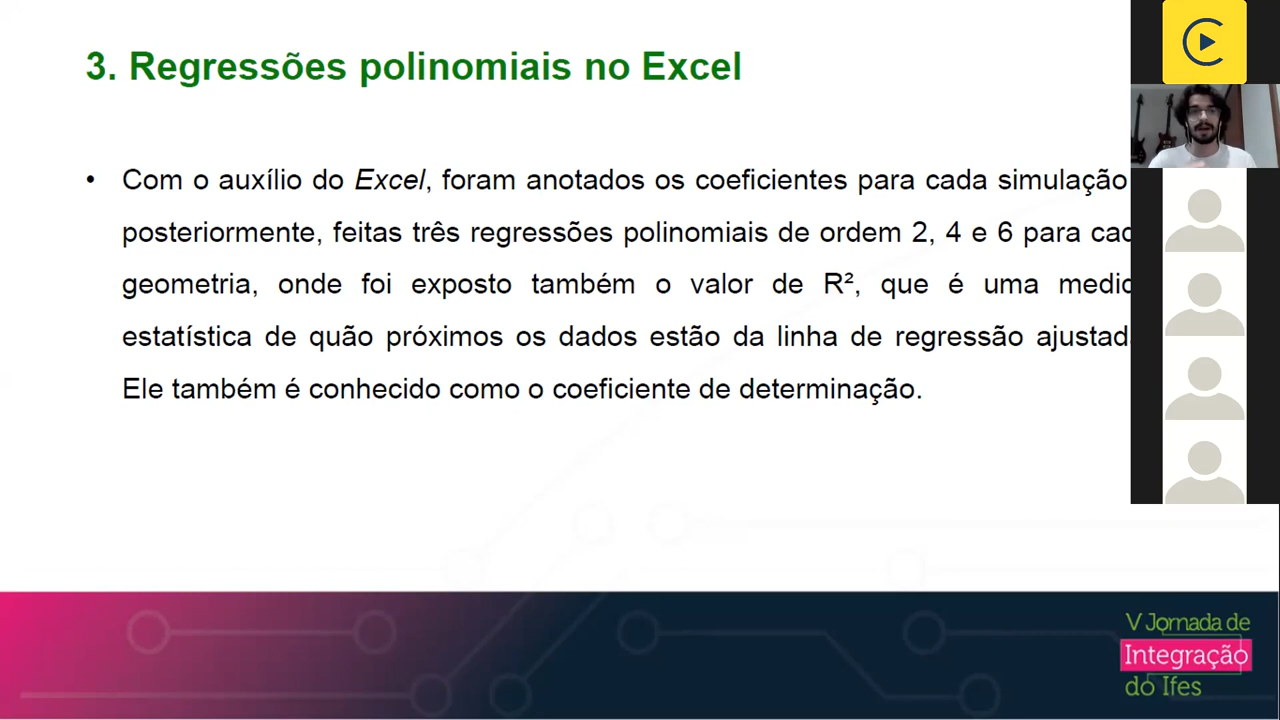 3. Regressões polinomiais no Excel
• Com o auxílio do Excel, foram anotados os coeficientes para cada simulação
posteriormente, feitas três regressões polinomiais de ordem 2, 4 e 6 para
geometria, onde foi exposto também o valor de R², que é uma
estatística de quão próximos os dados estão da linha de regressão
Ele também é conhecido como o coeficiente de determinação.
V Jornada de
Integração
do Ifes